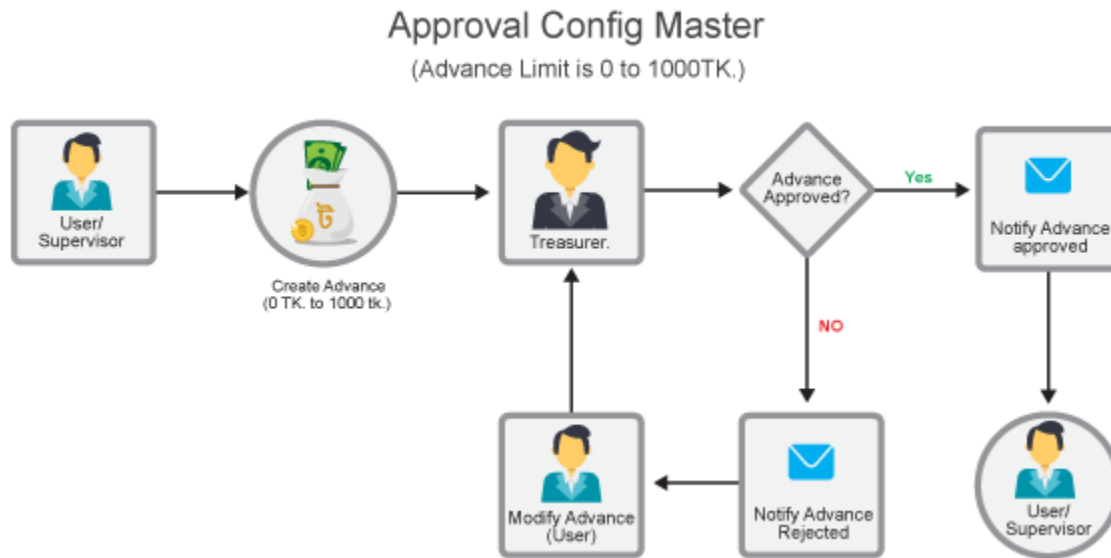 Approval Config Master
(Advance Limit is 0 to 1000TK.)
User/
Supervisor
৳
Create Advance
(0 TK. to 1000 tk.)
Treasurer.
Advance
Approved?
Yes
Notify Advance
approved
NO
Modify Advance
(User)
Notify Advance
Rejected
User/
Supervisor